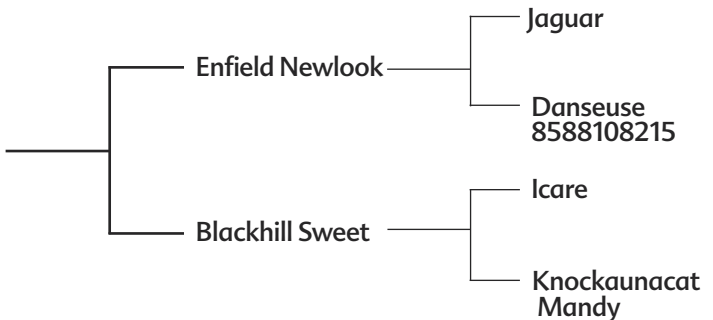 Jaguar
Enfield Newlook
Danseuse
8588108215
Icare
Blackhill Sweet
Knockaunacat
Mandy